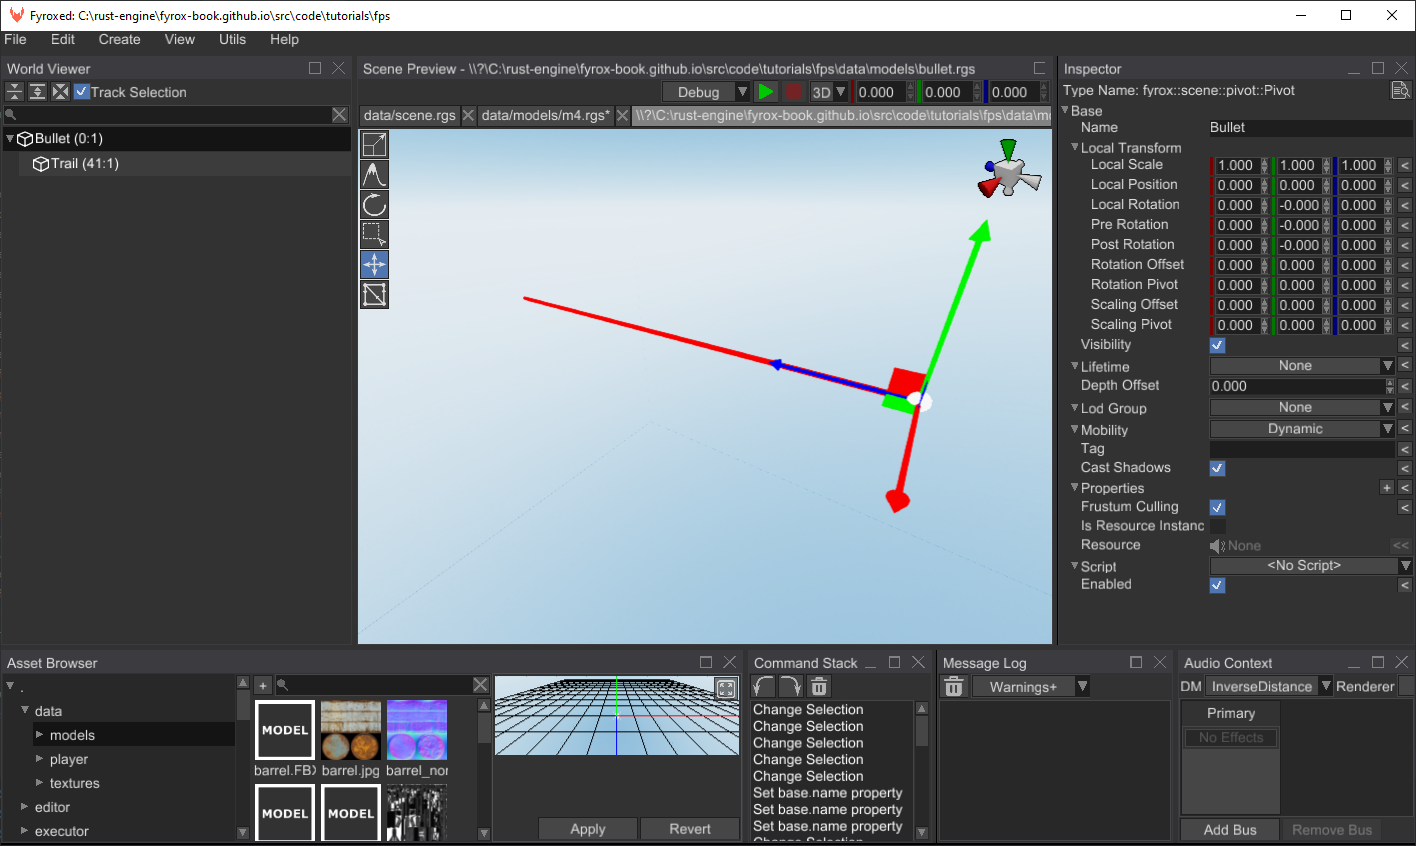 Fyroxed: C:\rust-engine\fyrox-book.github.io\src\code\tutorials\fps
File Edit Create View Utils Help
World Viewer
Track Selection
Bullet (0:1)
Trail (41:1)
Scene Preview - \\?\C:\rust-engine\fyrox-book.github.io\src\code\tutorials\fps\data\models\bullet.rgs
Debug 3D 0.000 0.000 0.000
data/scene.rgs data/models/m4.rgs* \\?\C:\rust-engine\fyrox-book.github.io\src\code\tutorials\fps\data\m
Inspector
Type Name: fyrox::scene::pivot::Pivot
Base
Name Bullet
Local Transform
Local Scale 1.000 1.000 1.000 <
Local Position 0.000 0.000 0.000 <
Local Rotation 0.000 -0.000 0.000 <
Pre Rotation 0.000 -0.000 0.000 <
Post Rotation 0.000 -0.000 0.000 <
Rotation Offset 0.000 0.000 0.000 <
Rotation Pivot 0.000 0.000 0.000 <
Scaling Offset 0.000 0.000 0.000 <
Scaling Pivot 0.000 0.000 0.000 <
Visibility <
Lifetime None <
Depth Offset 0.000 <
Lod Group None <
Mobility Dynamic <
Tag <
Cast Shadows <
Properties + <
Frustum Culling <
Is Resource Instanc
Resource None <<
Script <No Script>
Enabled <
Asset Browser
.
data
models
player
textures
editor
executor
+
MODEL
barrel.FBX barrel.jpg barrel_nor
MODEL MODEL
Apply Revert
Command Stack
Change Selection
Change Selection
Change Selection
Change Selection
Change Selection
Set base.name property
Set base.name property
Set base.name property
Change Selection
Message Log
Warnings+
Audio Context
DM InverseDistance Renderer
Primary
No Effects
Add Bus Remove Bus